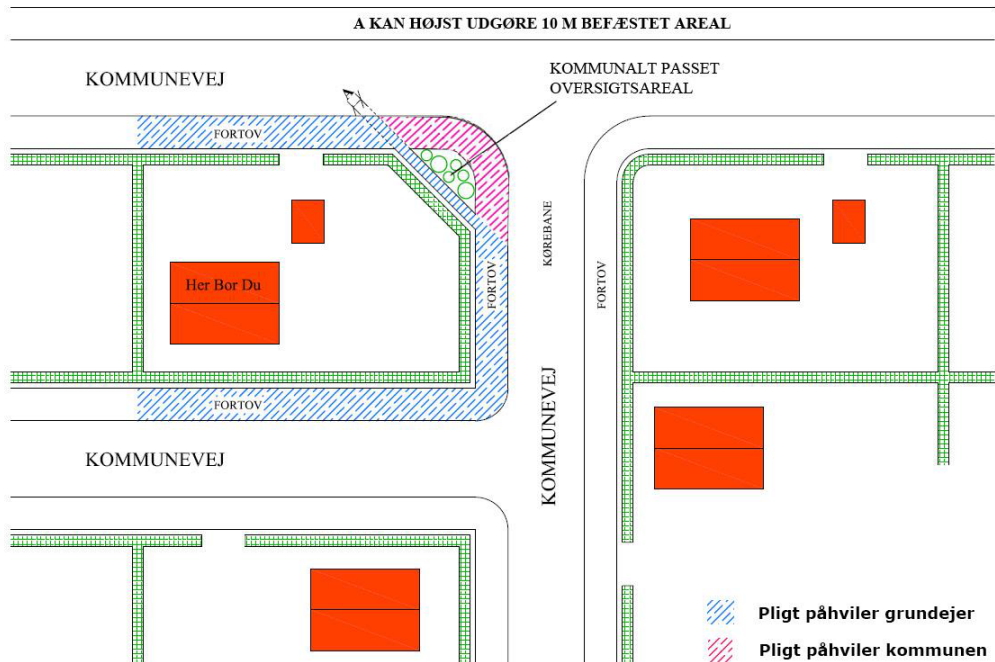 A KAN HØJST UDGØRE 10 M BEFÆSTET AREAL
KOMMUNEVEJ
KOMMUNALT PASSET
OVERSIGTSAREAL
FORTOV
KØREBANE
FORTOV
FORTOV
Her Bor Du
FORTOV
KOMMUNEVEJ
KOMMUNEVEJ
Pligt påhviler grundejer
Pligt påhviler kommunen